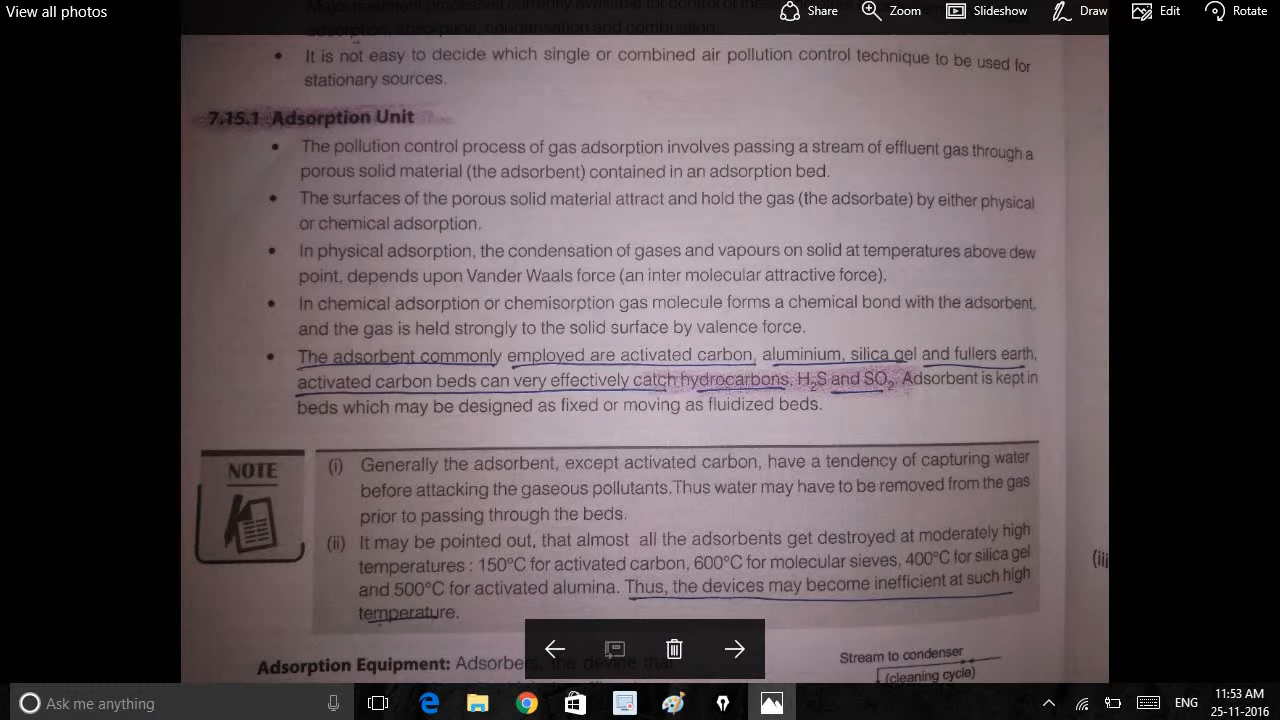 View all photos
Share
Zoom
Slideshow
Draw
Edit
Rotate
adsorption, absorption, condensation and combustion.
• It is not easy to decide which single or combined air pollution control technique to be used for
stationary sources.
7.15.1 Adsorption Unit
• The pollution control process of gas adsorption involves passing a stream of effluent gas through a
porous solid material (the adsorbent) contained in an adsorption bed.
• The surfaces of the porous solid material attract and hold the gas (the adsorbate) by either physical
or chemical adsorption.
• In physical adsorption, the condensation of gases and vapours on solid at temperatures above dew
point, depends upon Vander Waals force (an inter molecular attractive force).
• In chemical adsorption or chemisorption gas molecule forms a chemical bond with the adsorbent,
and the gas is held strongly to the solid surface by valence force.
• The adsorbent commonly employed are activated carbon, aluminium, silica gel and fullers earth,
activated carbon beds can very effectively catch hydrocarbons, H₂S and SO₂. Adsorbent is kept in
beds which may be designed as fixed or moving as fluidized beds.
NOTE
(i) Generally the adsorbent, except activated carbon, have a tendency of capturing water
before attacking the gaseous pollutants.Thus water may have to be removed from the gas
prior to passing through the beds.
(ii) It may be pointed out, that almost all the adsorbents get destroyed at moderately high
temperatures : 150°C for activated carbon, 600°C for molecular sieves, 400°C for silica gel
and 500°C for activated alumina. Thus, the devices may become inefficient at such high
temperature.
(iii
Adsorption Equipment: Adsorbers, the device that
Stream to condenser
(cleaning cycle)
Ask me anything
ENG
11:53 AM
25-11-2016